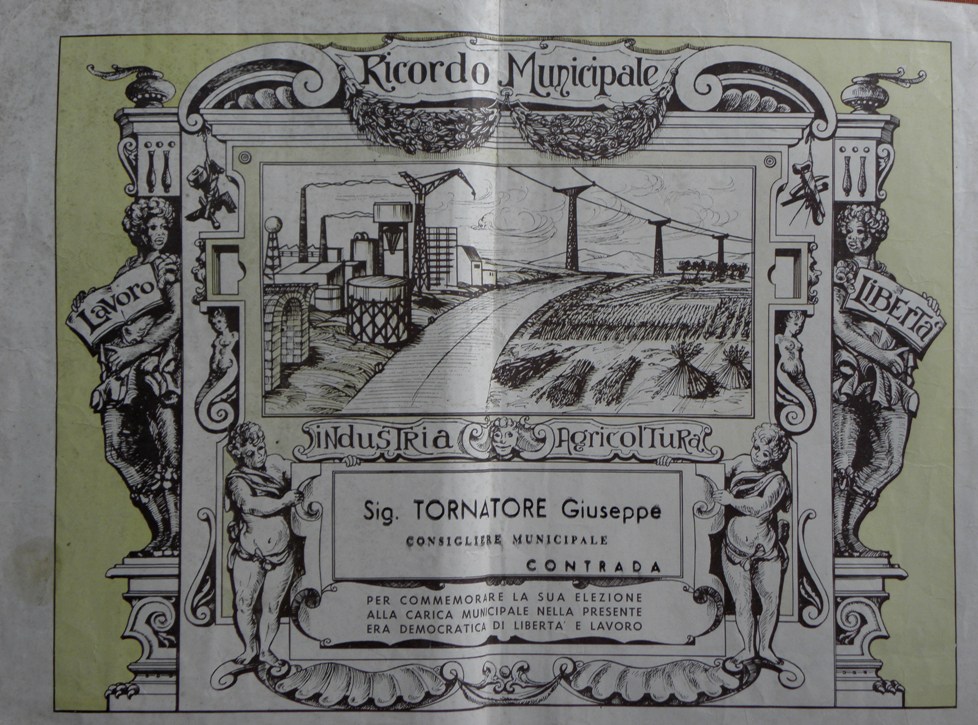 Ricordo Municipale
Lavoro
LIBERTà
iNDUSTRia AgRicolTURa
Sig. TORNATORE Giuseppe
CONSIGLIERE MUNICIPALE
CONTRADA
PER COMMEMORARE LA SUA ELEZIONE
ALLA CARICA MUNICIPALE NELLA PRESENTE
ERA DEMOCRATICA DI LIBERTA' E LAVORO